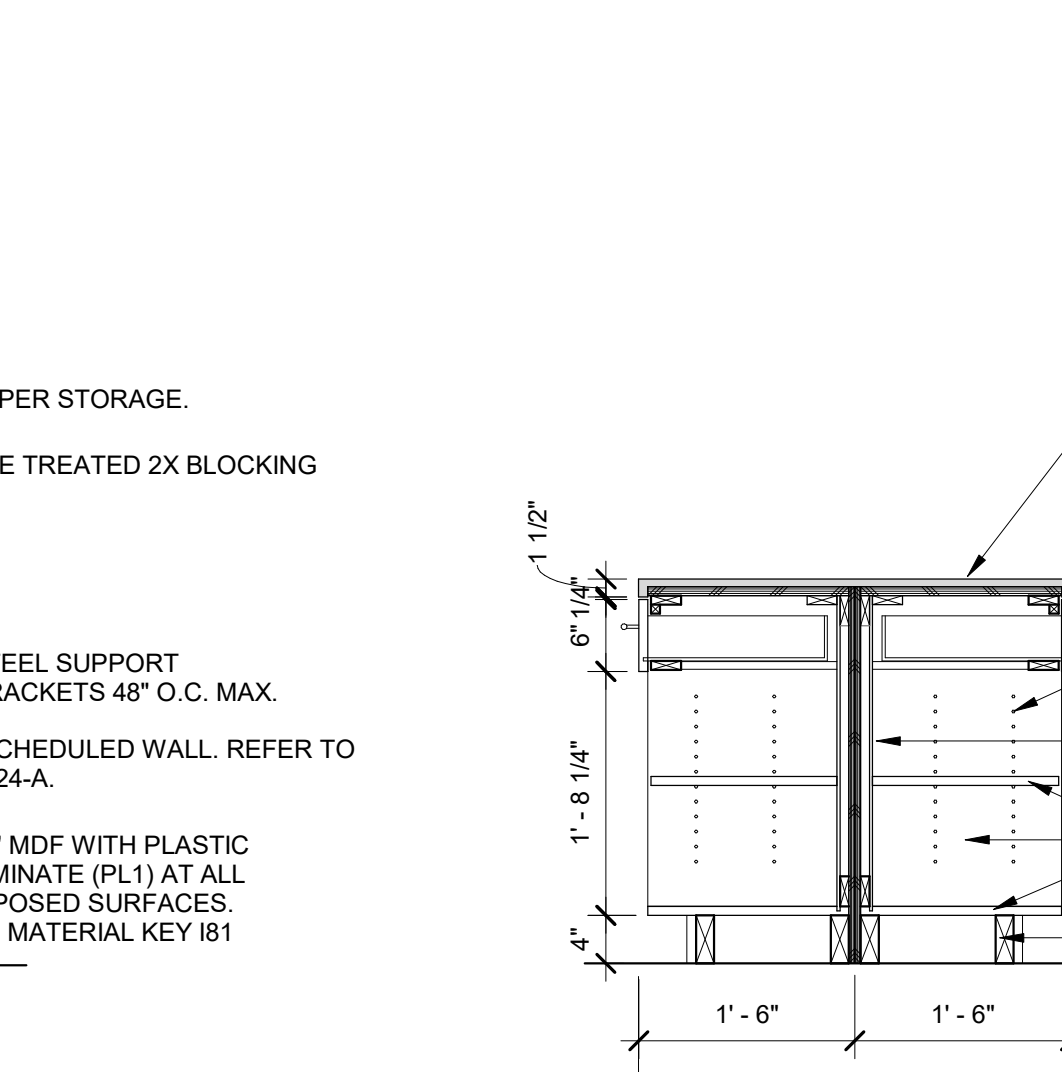 PER STORAGE.
E TREATED 2X BLOCKING
TEEL SUPPORT
RACKETS 48" O.C. MAX.
CHEDULED WALL. REFER TO
24-A.
" MDF WITH PLASTIC
MINATE (PL1) AT ALL
POSED SURFACES.
MATERIAL KEY I81
1 1/2"
6" 1/4"
1' - 8 1/4"
4"
1' - 6"
1' - 6"